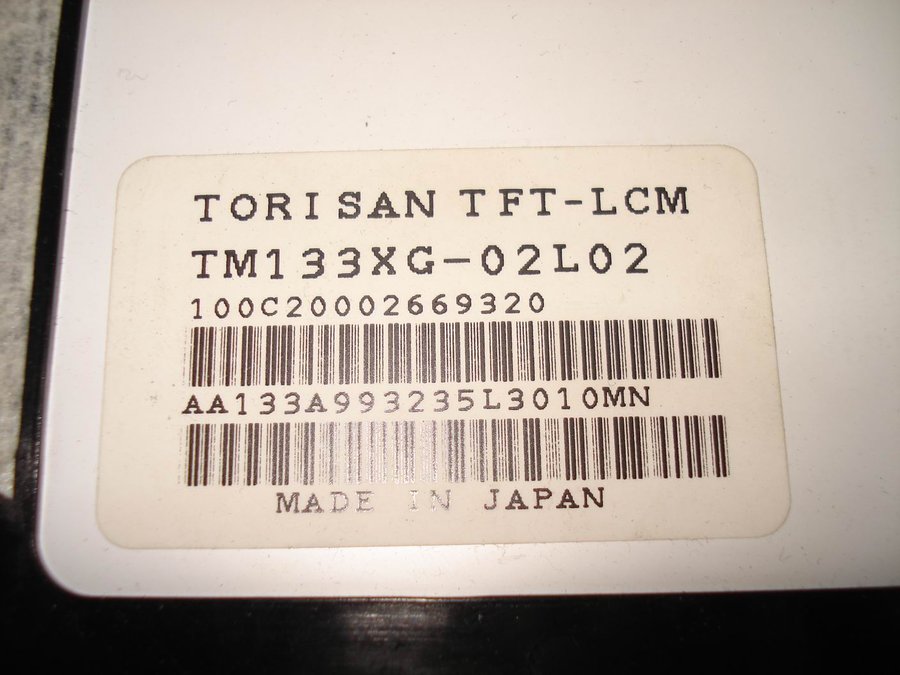 TORISAN TFT-LCM
TM133XG-02L02
100C20002669320
AA133A993235L3010MN
MADE IN JAPAN